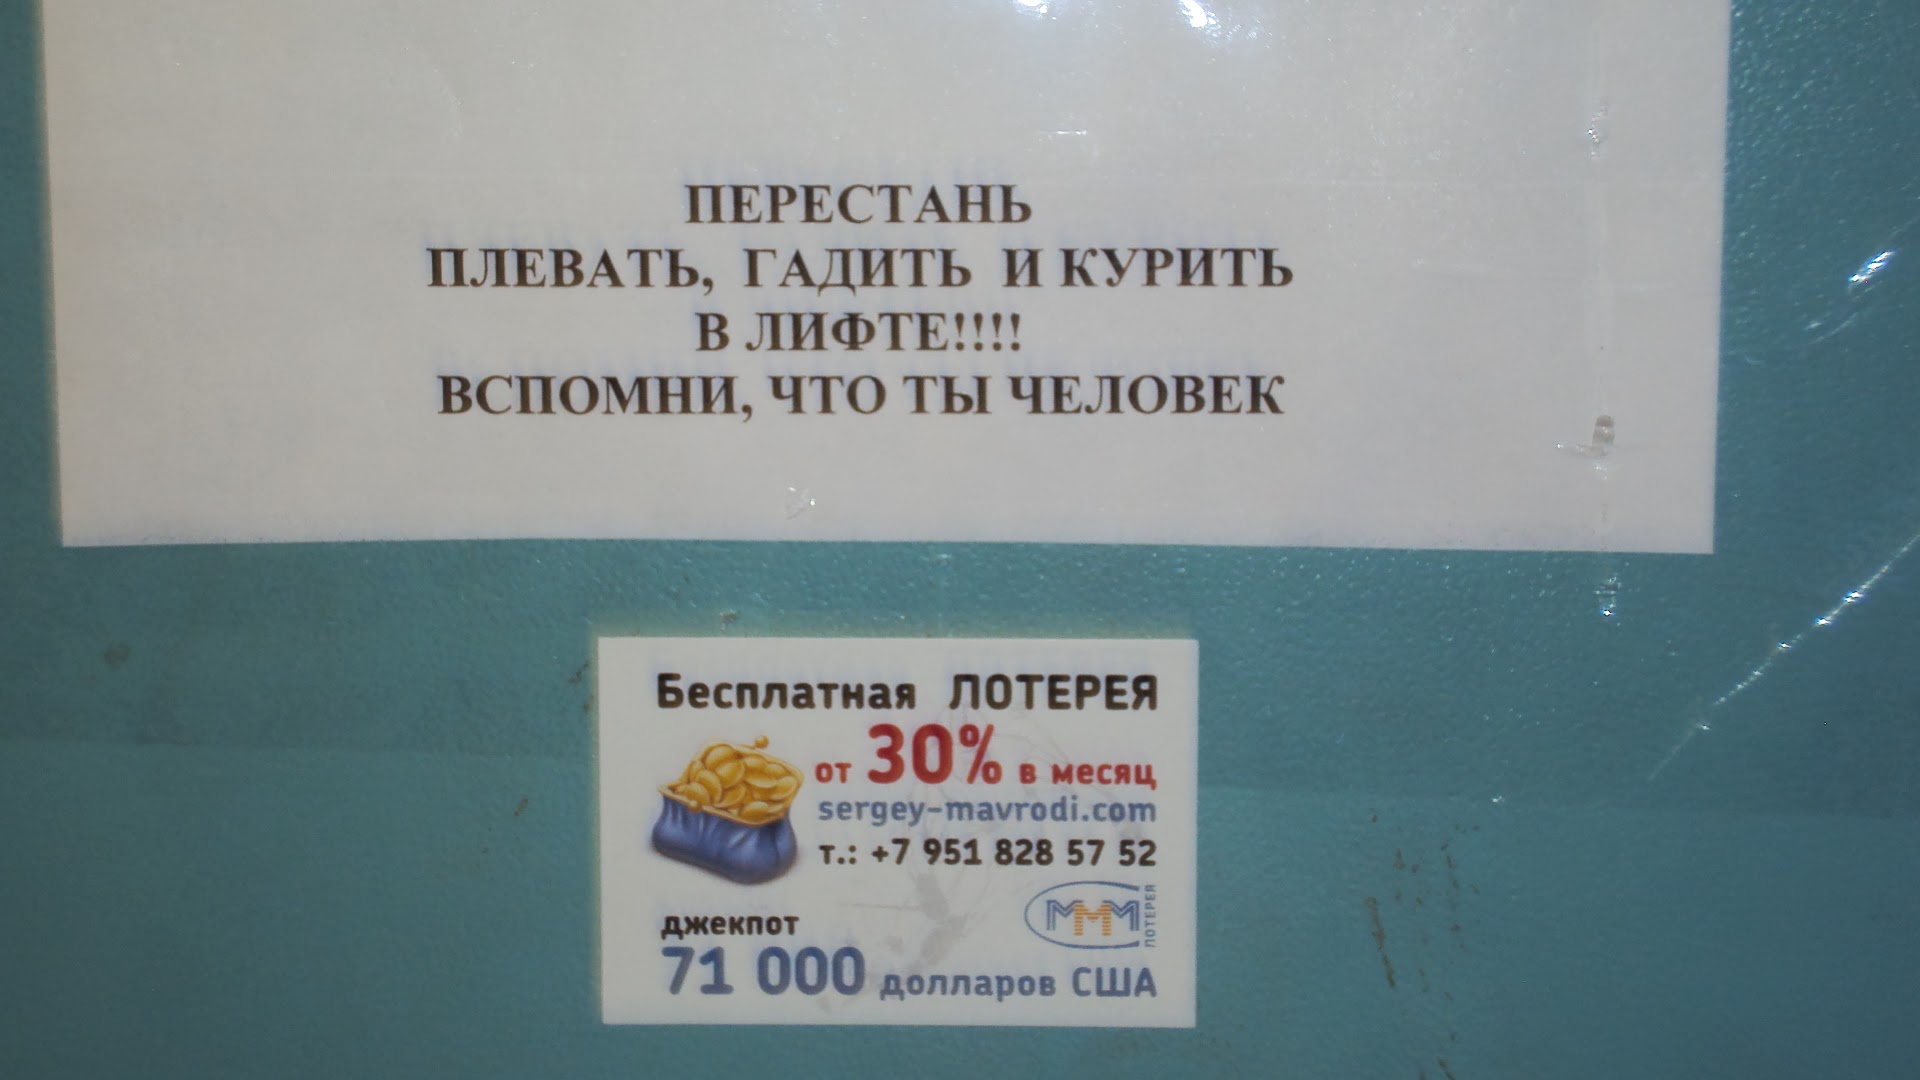 ПЕРЕСТАНЬ
ПЛЕВАТЬ, ГАДИТЬ И КУРИТЬ
В ЛИФТЕ!!!!
ВСПОМНИ, ЧТО ТЫ ЧЕЛОВЕК
Бесплатная ЛОТЕРЕЯ
от 30% в месяц
sergey-mavrodi.com
т.: +7 951 828 57 52
МММ
ЛОТЕРЕЯ
джекпот
71 000 долларов США